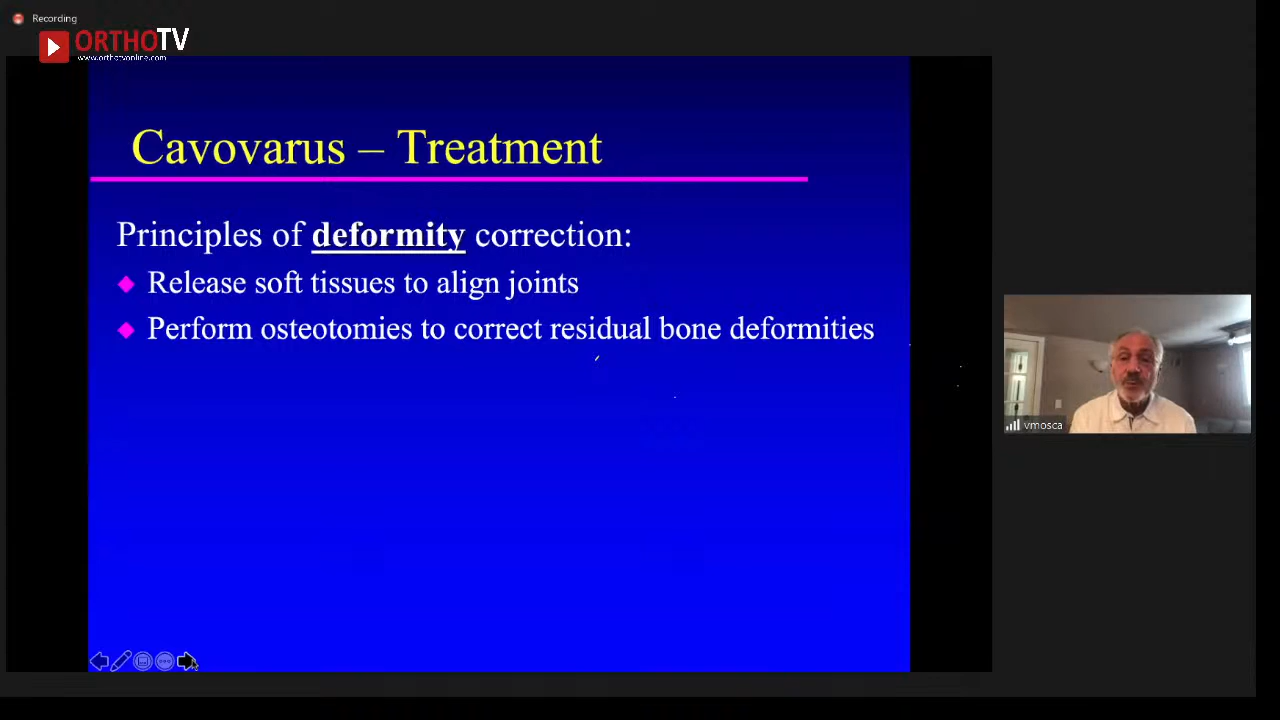 Recording
ORTHOTV
www.orthotvonline.com
Cavovarus – Treatment
Principles of deformity correction:
Release soft tissues to align joints
Perform osteotomies to correct residual bone deformities
vmosca